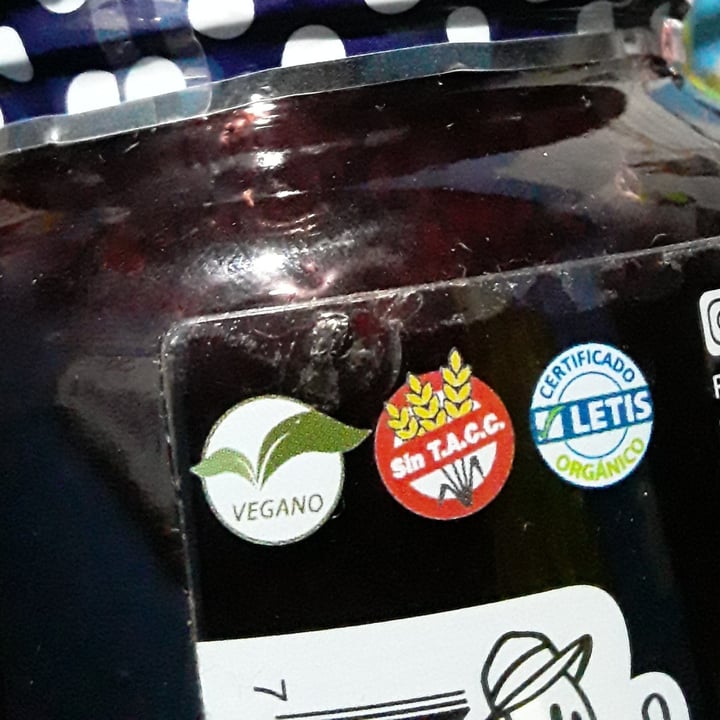 VEGANO
Sin T.A.C.C.
CERTIFICADO
LETIS
ORGÁNICO